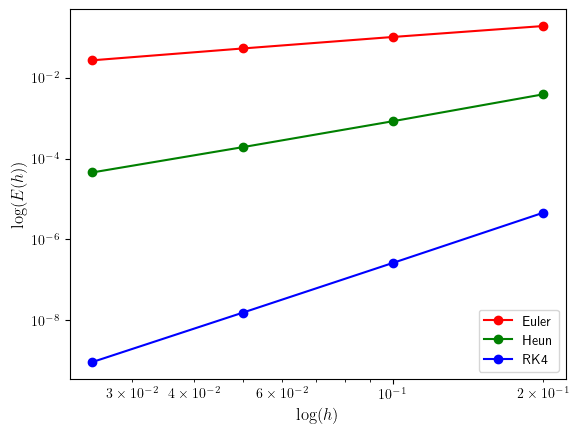 10⁻²
10⁻⁴
10⁻⁶
10⁻⁸
log(E(h))
3 × 10⁻²
4 × 10⁻²
6 × 10⁻²
10⁻¹
2 × 10⁻¹
log(h)
Euler
Heun
RK4